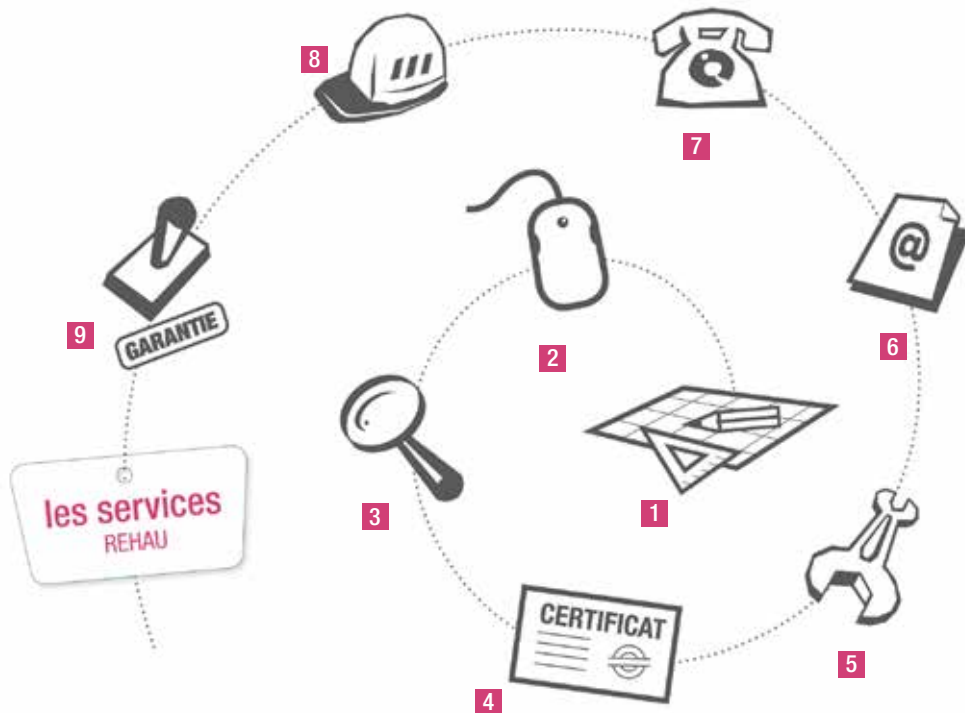 8
7
@
2
6
9
GARANTIE
3
1
les services
REHAU
CERTIFICAT
5
4